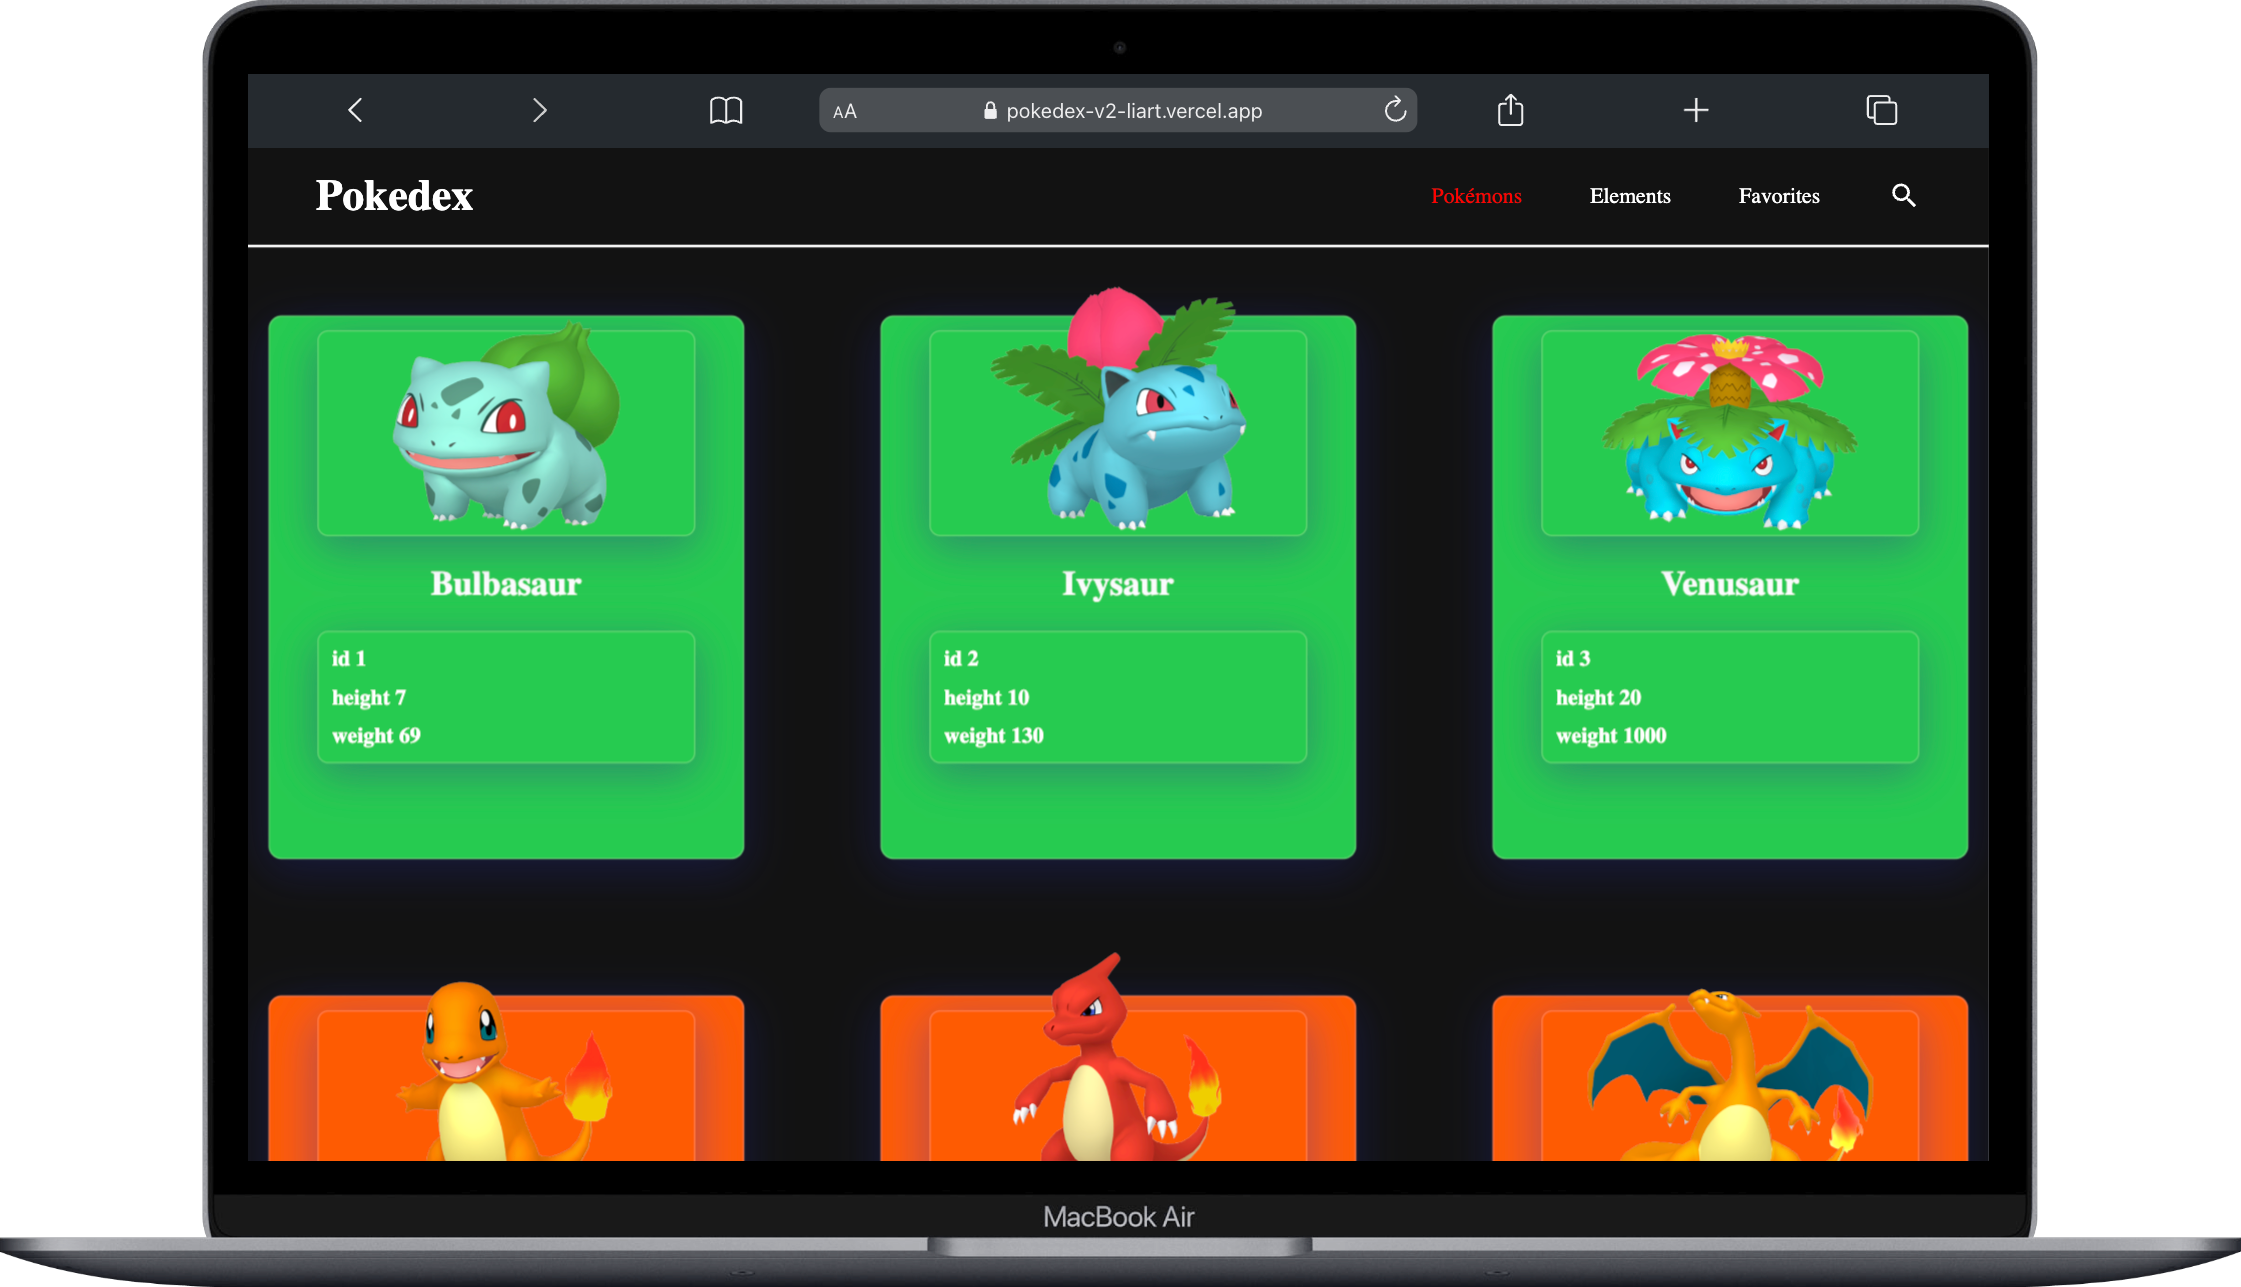 AA pokedex-v2-liart.vercel.app
Pokedex Pokémons Elements Favorites
Bulbasaur
id 1
height 7
weight 69
Ivysaur
id 2
height 10
weight 130
Venusaur
id 3
height 20
weight 1000
MacBook Air